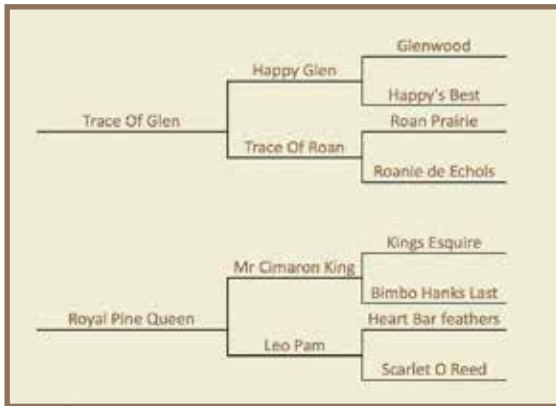 Glenwood
Happy Glen
Happy's Best
Trace Of Glen
Roan Prairie
Trace Of Roan
Roanie de Echols
Kings Esquire
Mr Cimaron King
Bimbo Hanks Last
Royal Pine Queen
Heart Bar feathers
Leo Pam
Scarlet O Reed